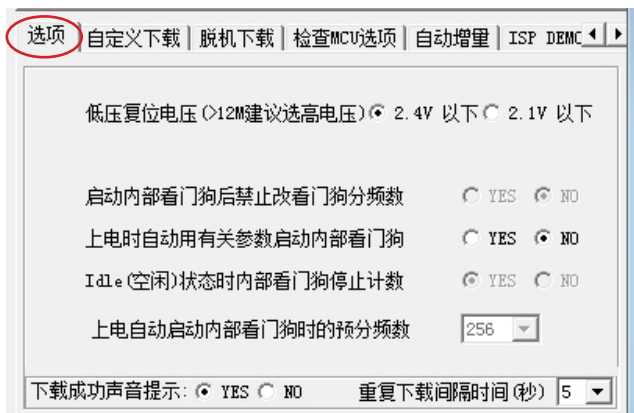 选项 自定义下载 脱机下载 检查MCU选项 自动增量 ISP DEMO
低压复位电压(>12M建议选高电压) 2.4V 以下 2.1V 以下
启动内部看门狗后禁止改看门狗分频数 YES NO
上电时自动用有关参数启动内部看门狗 YES NO
Idle(空闲)状态时内部看门狗停止计数 YES NO
上电自动启动内部看门狗时的预分频数 256
下载成功声音提示: YES NO 重复下载间隔时间(秒) 5